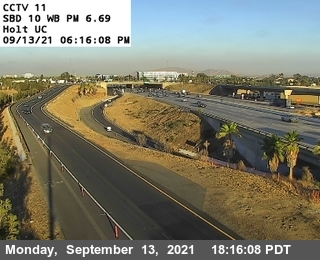 CCTV 11
SBD 10 WB PM 6.69
Holt UC
09/13/21 06:16:08 PM
Monday, September 13, 2021 18:16:08 PDT